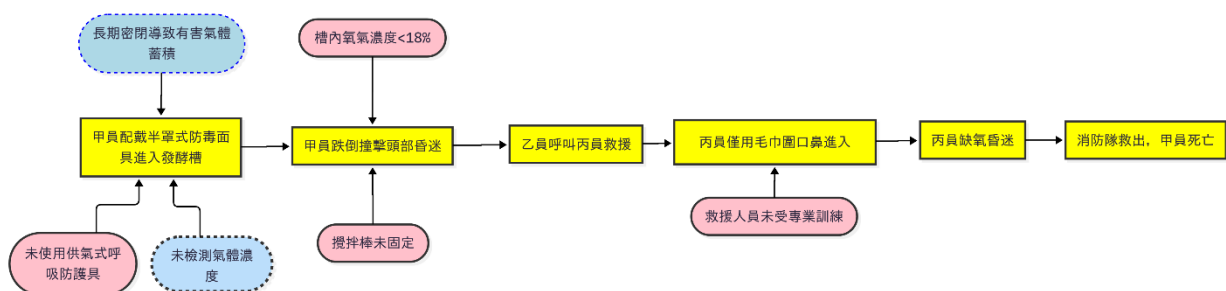 長期密閉導致有害氣體
蓄積
槽內氧氣濃度<18%
甲員配戴半罩式防毒面
具進入發酵槽
甲員跌倒撞擊頭部昏迷
乙員呼叫丙員救援
丙員僅用毛巾圍口鼻進入
丙員缺氧昏迷
消防隊救出，甲員死亡
未使用供氣式呼
吸防護具
未檢測氣體濃
度
攪拌棒未固定
救援人員未受專業訓練